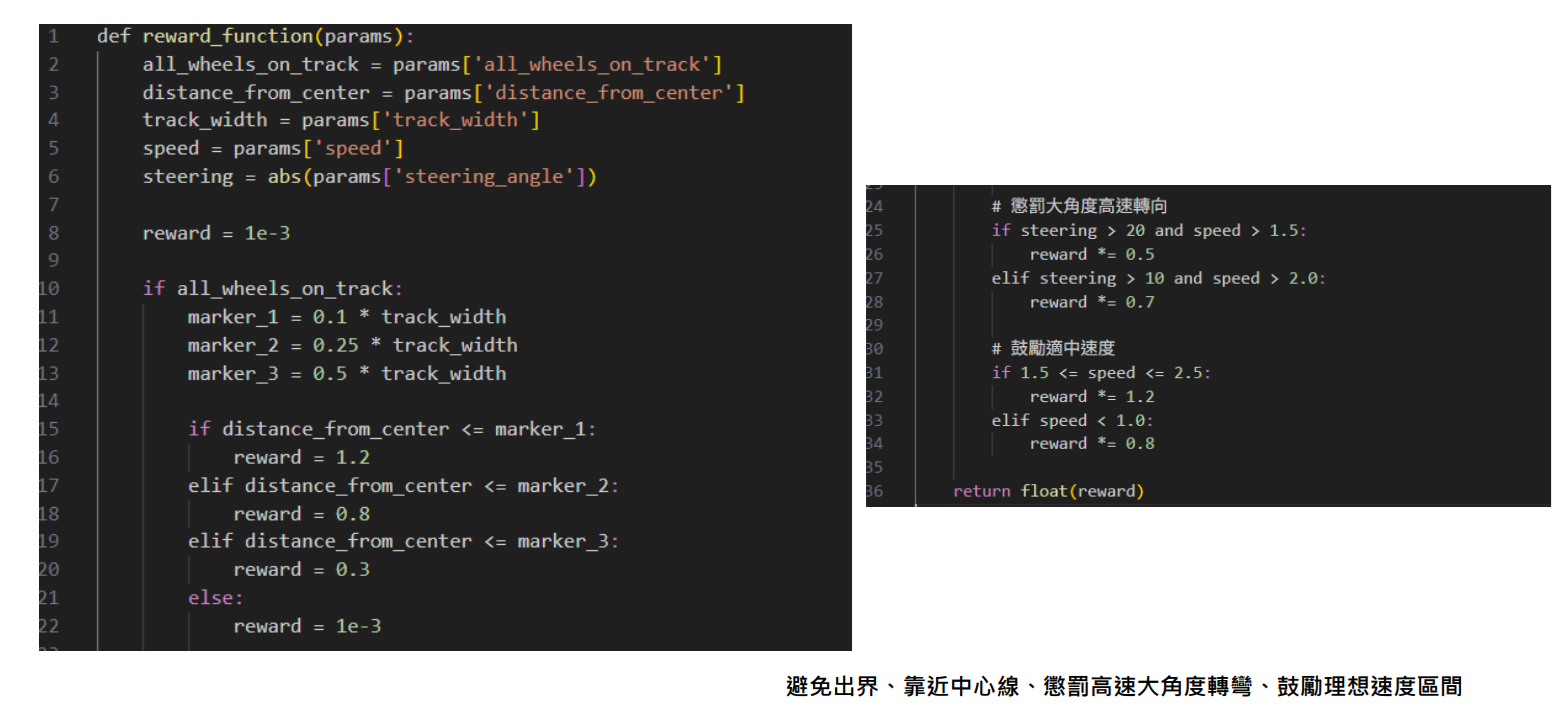 1 def reward_function(params):
2 all_wheels_on_track = params['all_wheels_on_track']
3 distance_from_center = params['distance_from_center']
4 track_width = params['track_width']
5 speed = params['speed']
6 steering = abs(params['steering_angle'])
7
8 reward = 1e-3
9
10 if all_wheels_on_track:
11 marker_1 = 0.1 * track_width
12 marker_2 = 0.25 * track_width
13 marker_3 = 0.5 * track_width
14
15 if distance_from_center <= marker_1:
16 reward = 1.2
17 elif distance_from_center <= marker_2:
18 reward = 0.8
19 elif distance_from_center <= marker_3:
20 reward = 0.3
21 else:
22 reward = 1e-3
24 # 懲罰大角度高速轉向
25 if steering > 20 and speed > 1.5:
26 reward *= 0.5
27 elif steering > 10 and speed > 2.0:
28 reward *= 0.7
29
30 # 鼓勵適中速度
31 if 1.5 <= speed <= 2.5:
32 reward *= 1.2
33 elif speed < 1.0:
34 reward *= 0.8
35
36 return float(reward)
避免出界、靠近中心線、懲罰高速大角度轉彎、鼓勵理想速度區間